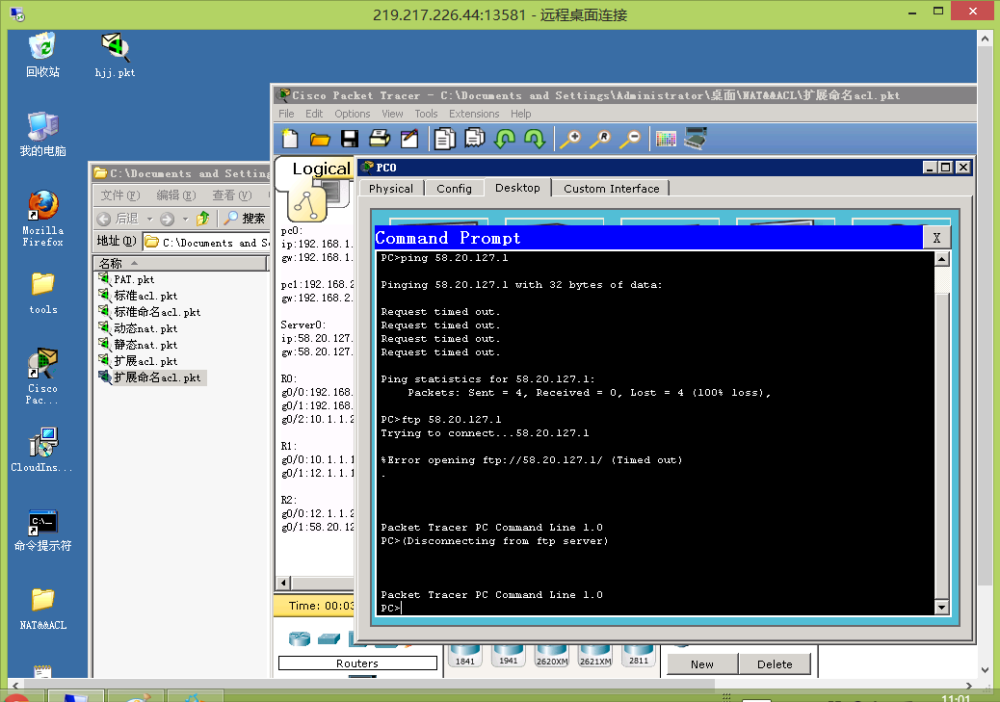 219.217.226.44:13581 - 远程桌面连接
回收站
hjj.pkt
我的电脑
Mozilla
Firefox
tools
Cisco
Pac...
CloudIns...
命令提示符
NAT&&ACL
C:\Documents and Setting
文件(F) 编辑(E) 查看(V)
后退 搜索
地址(D) C:\Documents and S
名称
PAT.pkt
标准acl.pkt
标准命名acl.pkt
动态nat.pkt
静态nat.pkt
扩展acl.pkt
扩展命名acl.pkt
Cisco Packet Tracer - C:\Documents and Settings\Administrator\桌面\NAT&&ACL\扩展命名acl.pkt
File Edit Options View Tools Extensions Help
Logical
pc0:
ip:192.168.1.
gw:192.168.1.
pc1:192.168.2
gw:192.168.2.
Server0:
ip:58.20.127.
gw:58.20.127.
R0:
g0/0:192.168.
g0/1:192.168.
g0/2:10.1.1.2
R1:
g0/0:10.1.1.1
g0/1:12.1.1.1
R2:
g0/0:12.1.1.2
g0/1:58.20.12
Time: 00:03
Routers
PC0
Physical Config Desktop Custom Interface
Command Prompt X
PC>ping 58.20.127.1
Pinging 58.20.127.1 with 32 bytes of data:
Request timed out.
Request timed out.
Request timed out.
Request timed out.
Ping statistics for 58.20.127.1:
Packets: Sent = 4, Received = 0, Lost = 4 (100% loss),
PC>ftp 58.20.127.1
Trying to connect...58.20.127.1
%Error opening ftp://58.20.127.1/ (Timed out)
.
Packet Tracer PC Command Line 1.0
PC>(Disconnecting from ftp server)
Packet Tracer PC Command Line 1.0
PC>
1841 1941 2620XM 2621XM 2811
New Delete
11:01